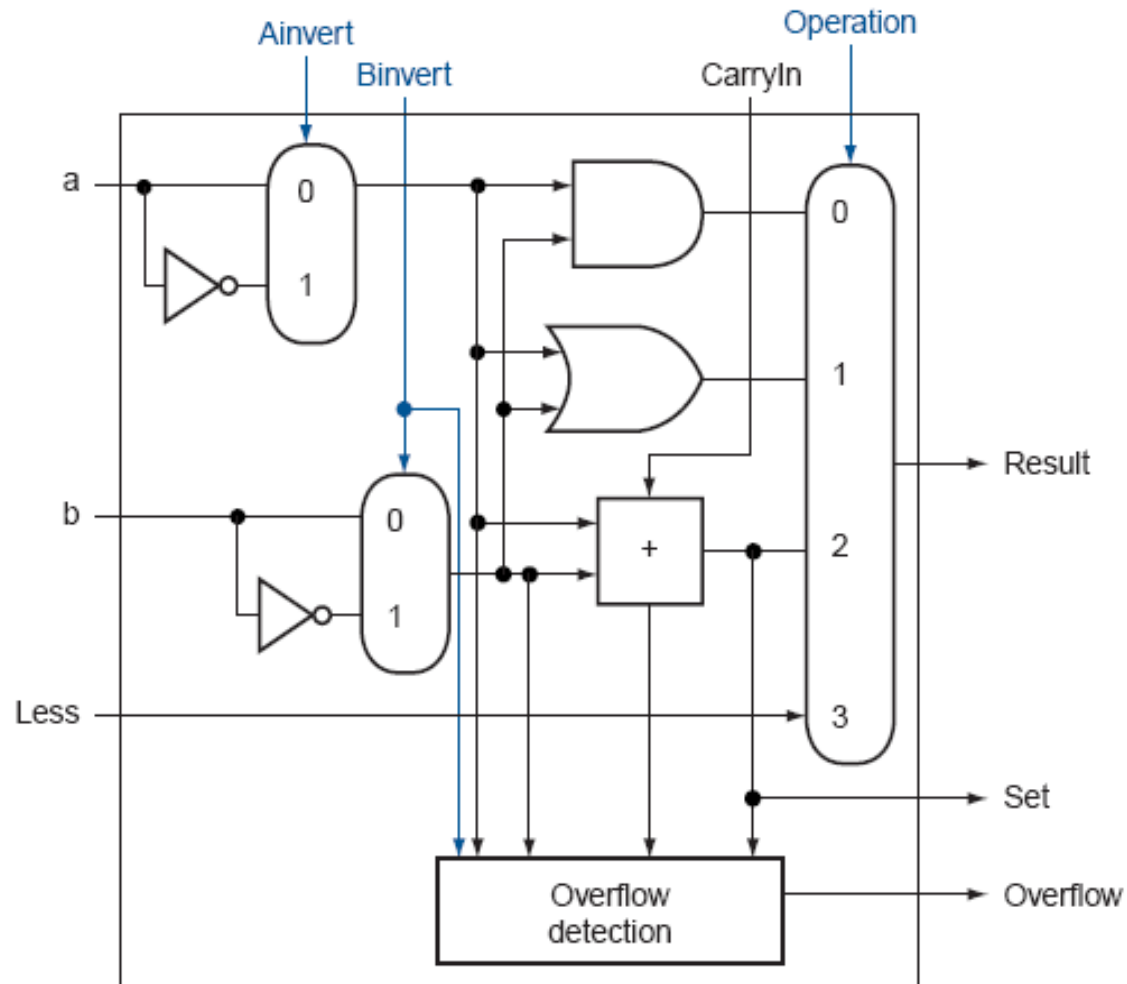 Operation
Ainvert
Binvert
CarryIn
a
0
1
0
1
Result
b
0
1
+
2
Less
3
Set
Overflow
detection
Overflow